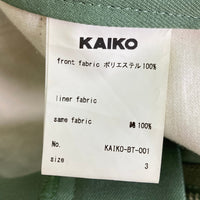 KAIKO
front fabric ポリエステル100%
liner fabric
same fabric 綿100%
No. KAIKO-BT-001
size 3